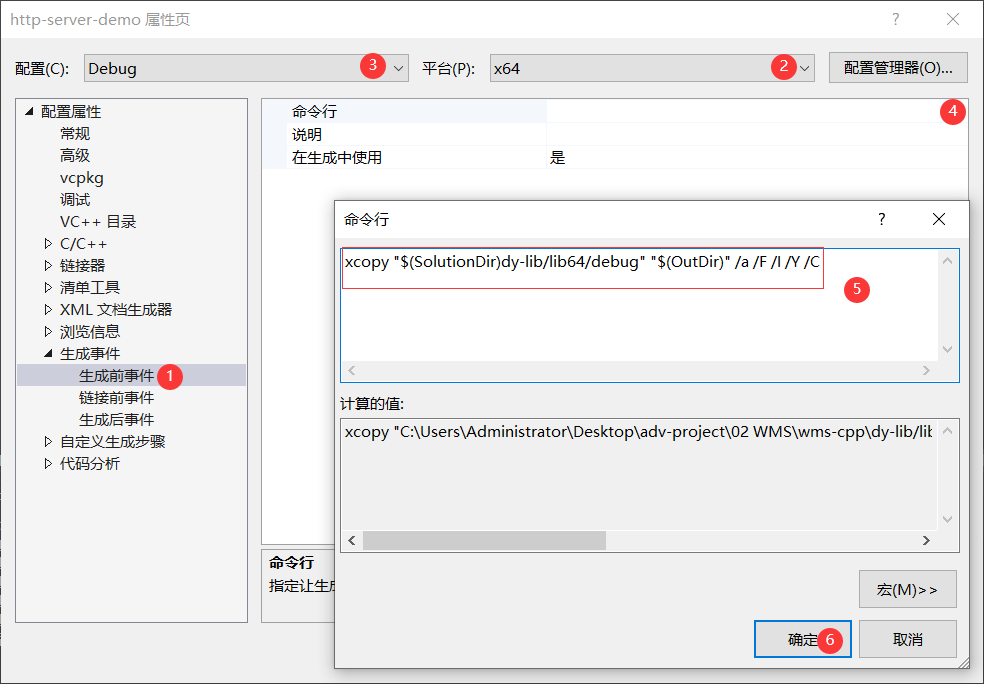 http-server-demo 属性页
配置(C): Debug 3 平台(P): x64 2 配置管理器(O)...
配置属性
常规
高级
vcpkg
调试
VC++ 目录
C/C++
链接器
清单工具
XML 文档生成器
浏览信息
生成事件
生成前事件 1
链接前事件
生成后事件
自定义生成步骤
代码分析
命令行 4
说明
在生成中使用 是
命令行
指定让生成
命令行
xcopy "$(SolutionDir)dy-lib/lib64/debug" "$(OutDir)" /a /F /I /Y /C
5
计算的值:
xcopy "C:\Users\Administrator\Desktop\adv-project\02 WMS\wms-cpp\dy-lib/lib
宏(M)>>
确定 6 取消